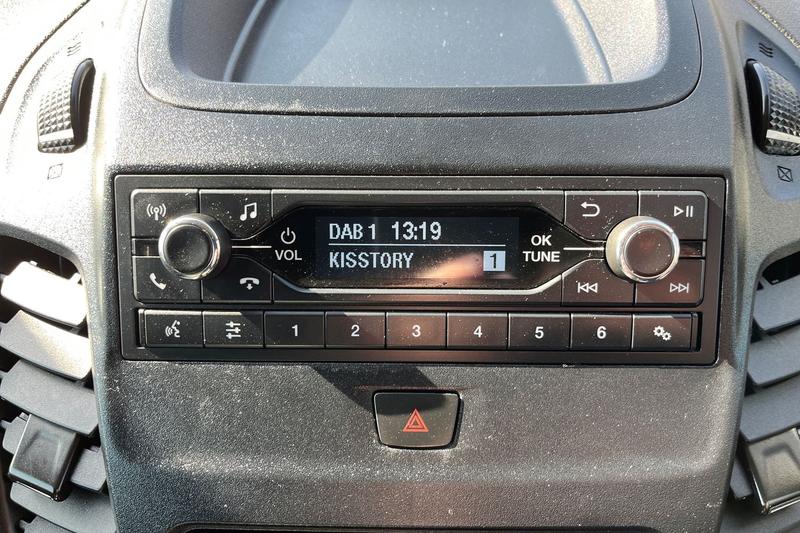 DAB 1 13:19
KISSTORY 1
VOL
OK
TUNE
1 2 3 4 5 6